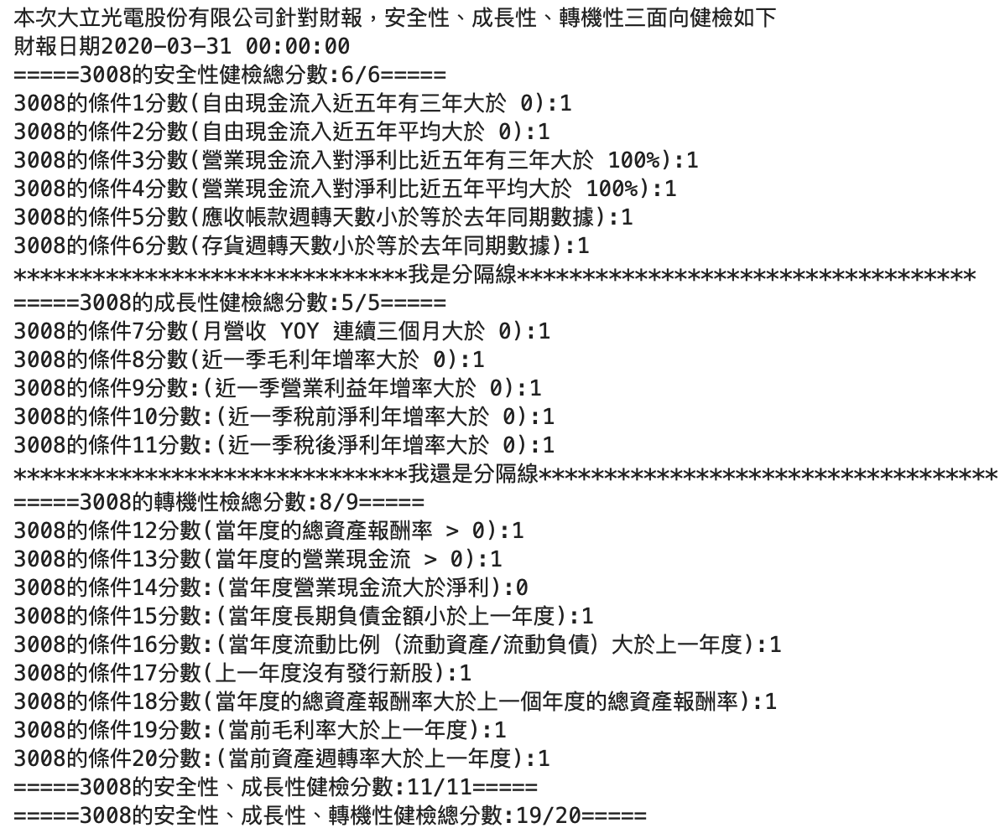 本次大立光電股份有限公司針對財報，安全性、成長性、轉機性三面向健檢如下
財報日期2020-03-31 00:00:00
=====3008的安全性健檢總分數:6/6=====
3008的條件1分數(自由現金流入近五年有三年大於 0):1
3008的條件2分數(自由現金流入近五年平均大於 0):1
3008的條件3分數(營業現金流入對淨利比近五年有三年大於 100%):1
3008的條件4分數(營業現金流入對淨利比近五年平均大於 100%):1
3008的條件5分數(應收帳款週轉天數小於等於去年同期數據):1
3008的條件6分數(存貨週轉天數小於等於去年同期數據):1
******************************我是分隔線***********************************
=====3008的成長性健檢總分數:5/5=====
3008的條件7分數(月營收 YOY 連續三個月大於 0):1
3008的條件8分數(近一季毛利年增率大於 0):1
3008的條件9分數:(近一季營業利益年增率大於 0):1
3008的條件10分數:(近一季稅前淨利年增率大於 0):1
3008的條件11分數:(近一季稅後淨利年增率大於 0):1
******************************我還是分隔線***********************************
=====3008的轉機性檢總分數:8/9=====
3008的條件12分數(當年度的總資產報酬率 > 0):1
3008的條件13分數(當年度的營業現金流 > 0):1
3008的條件14分數:(當年度營業現金流大於淨利):0
3008的條件15分數:(當年度長期負債金額小於上一年度):1
3008的條件16分數:(當年度流動比例（流動資產/流動負債）大於上一年度):1
3008的條件17分數(上一年度沒有發行新股):1
3008的條件18分數(當年度的總資產報酬率大於上一個年度的總資產報酬率):1
3008的條件19分數:(當前毛利率大於上一年度):1
3008的條件20分數:(當前資產週轉率大於上一年度):1
=====3008的安全性、成長性健檢分數:11/11=====
=====3008的安全性、成長性、轉機性健檢總分數:19/20=====